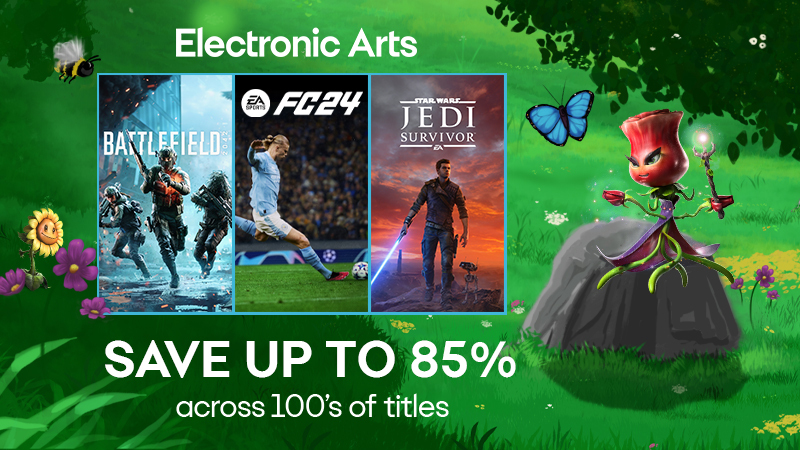 Electronic Arts
BATTLEFIELD
EA
SPORTS
FC24
STAR WARS
JEDI
SURVIVOR
EA
SAVE UP TO 85%
across 100's of titles